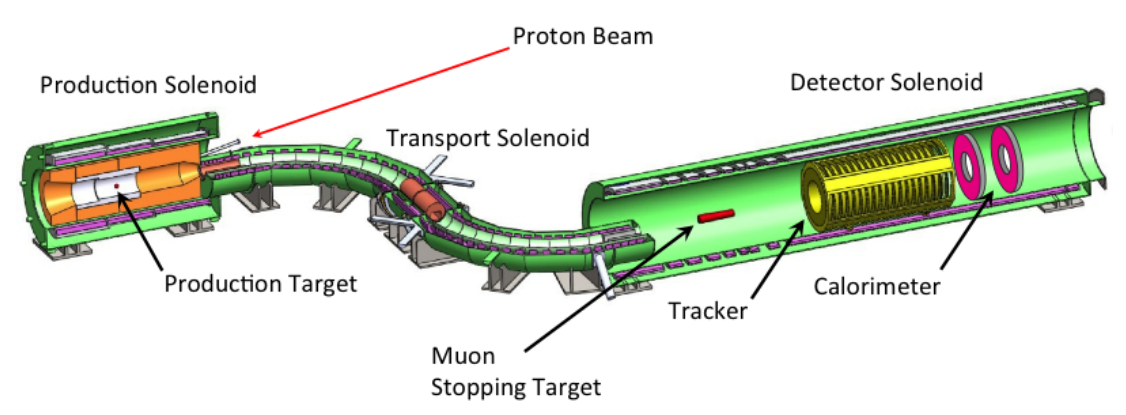 Proton Beam
Production Solenoid
Detector Solenoid
Transport Solenoid
Production Target
Calorimeter
Tracker
Muon
Stopping Target